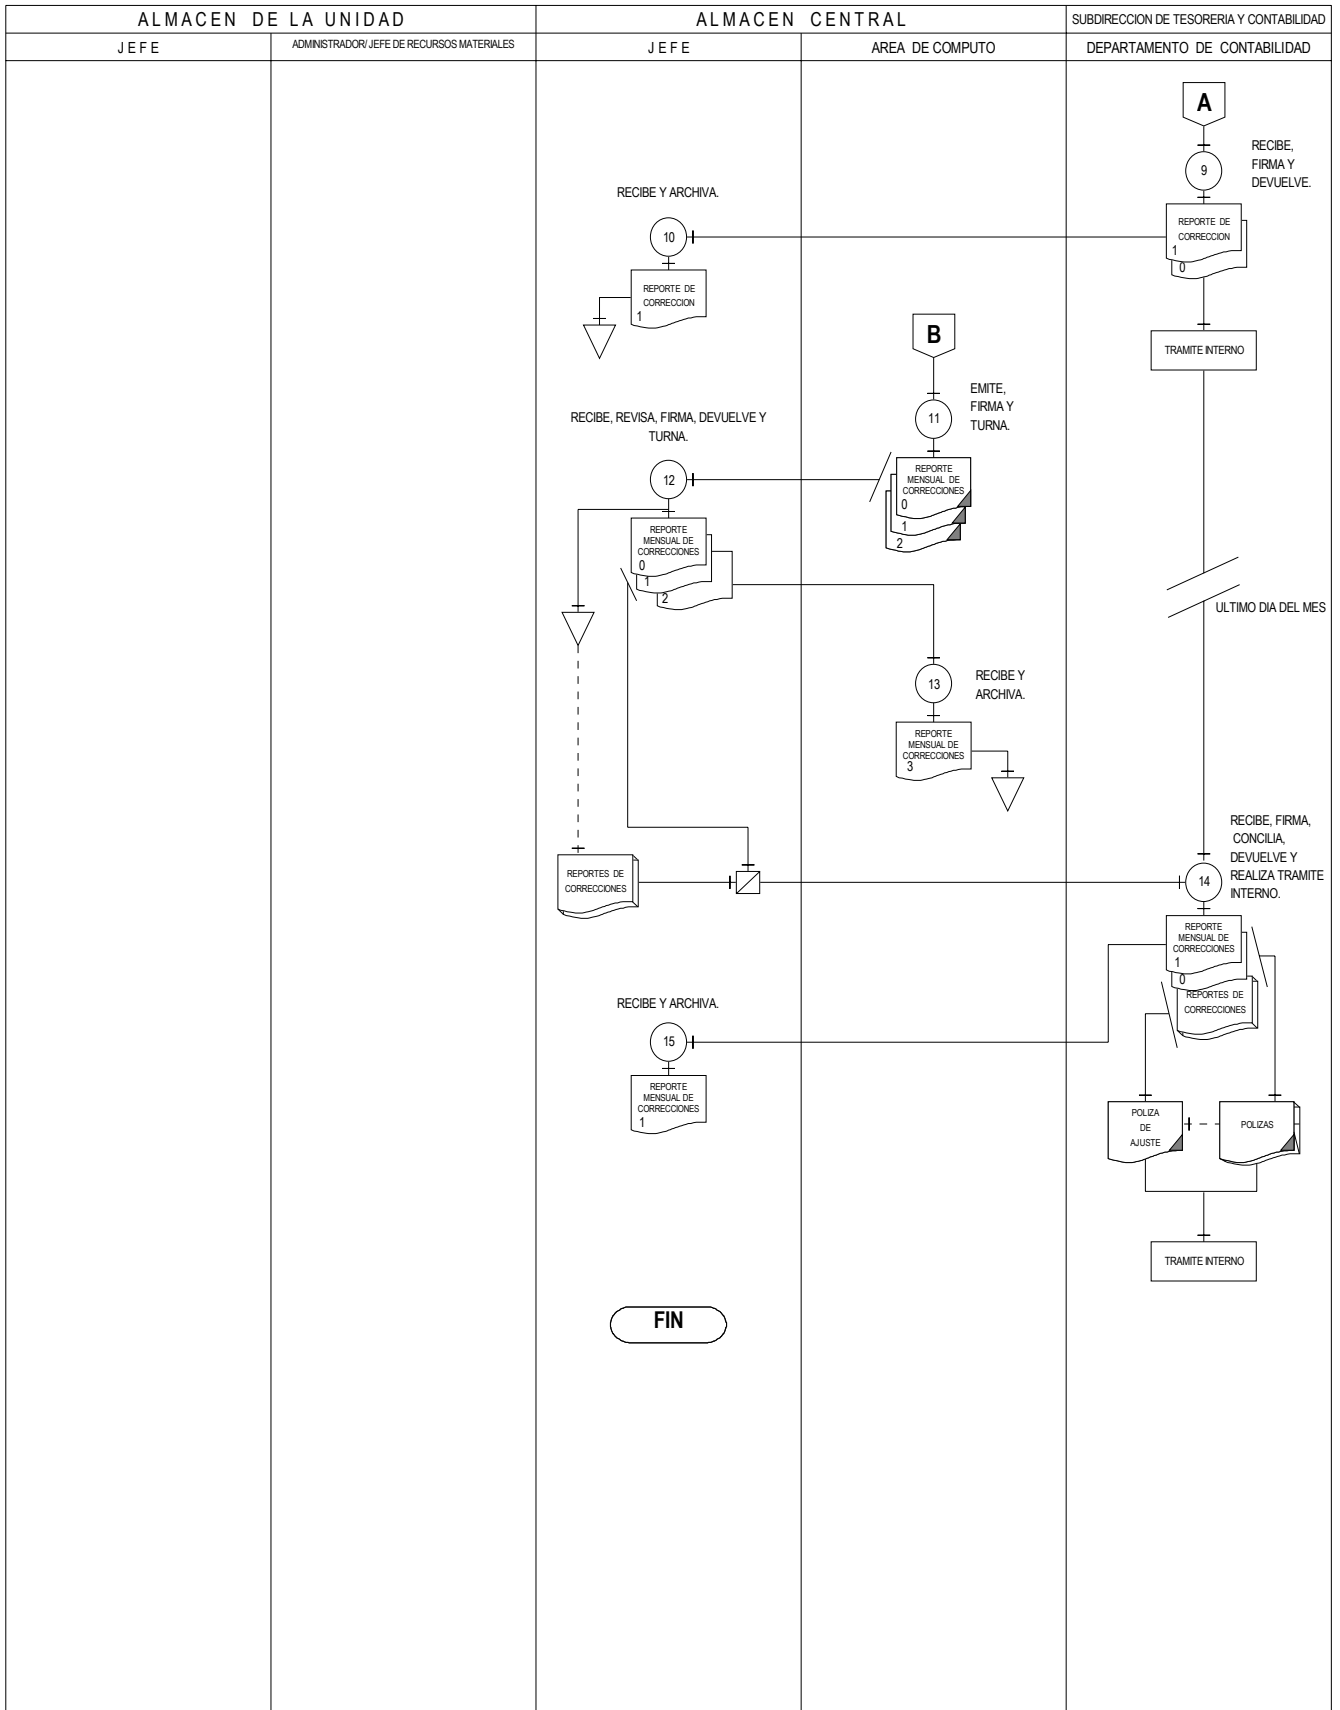 ALMACEN DE LA UNIDAD
ALMACEN CENTRAL
SUBDIRECCION DE TESORERIA Y CONTABILIDAD
JEFE
ADMINISTRADOR/ JEFE DE RECURSOS MATERIALES
JEFE
AREA DE COMPUTO
DEPARTAMENTO DE CONTABILIDAD
A
RECIBE,
FIRMA Y
DEVUELVE.
9
REPORTE DE
CORRECCION
1
0
RECIBE Y ARCHIVA.
10
REPORTE DE
CORRECCION
1
TRAMITE INTERNO
B
EMITE,
FIRMA Y
TURNA.
11
REPORTE
MENSUAL DE
CORRECCIONES
0
1
2
RECIBE, REVISA, FIRMA, DEVUELVE Y
TURNA.
12
REPORTE
MENSUAL DE
CORRECCIONES
0
1
2
ULTIMO DIA DEL MES
13
RECIBE Y
ARCHIVA.
REPORTE
MENSUAL DE
CORRECCIONES
3
RECIBE, FIRMA,
CONCILIA,
DEVUELVE Y
REALIZA TRAMITE
INTERNO.
14
REPORTES DE
CORRECCIONES
REPORTE
MENSUAL DE
CORRECCIONES
1
0
REPORTES DE
CORRECCIONES
RECIBE Y ARCHIVA.
15
REPORTE
MENSUAL DE
CORRECCIONES
1
POLIZA
DE
AJUSTE
POLIZAS
TRAMITE INTERNO
FIN